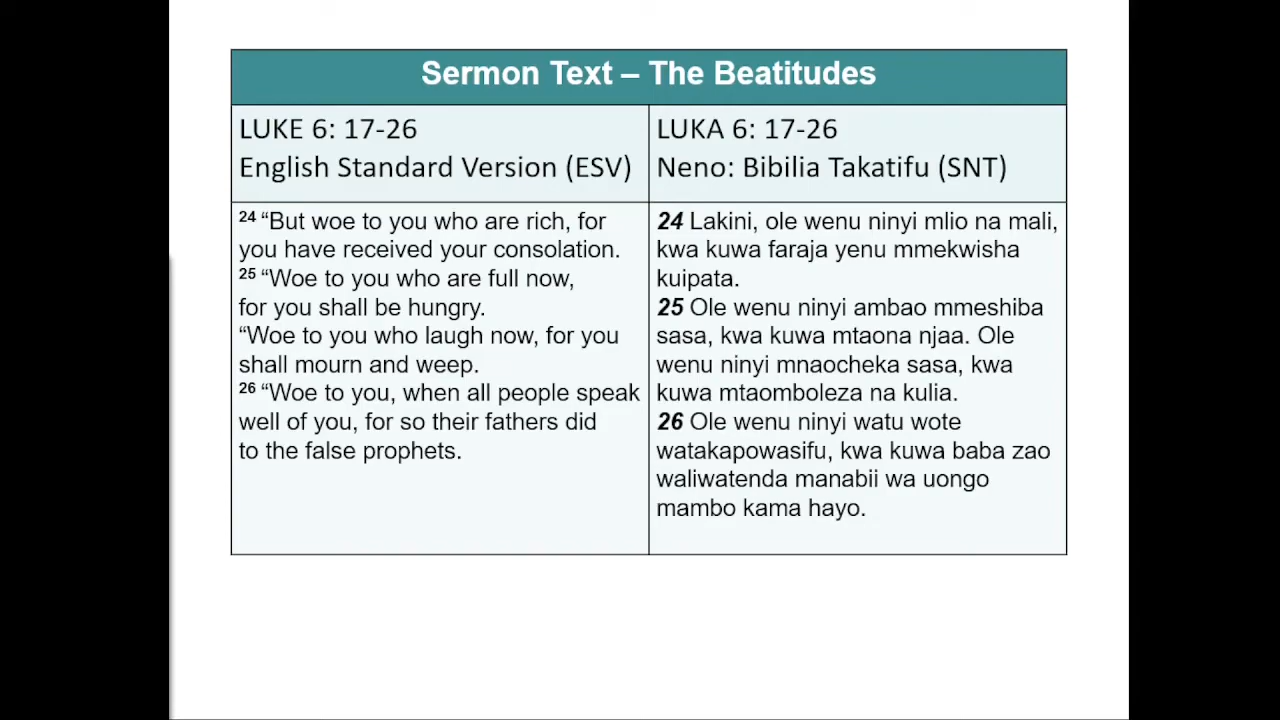 Sermon Text – The Beatitudes
LUKE 6: 17-26
English Standard Version (ESV)
LUKA 6: 17-26
Neno: Bibilia Takatifu (SNT)
24 “But woe to you who are rich, for
you have received your consolation.
25 “Woe to you who are full now,
for you shall be hungry.
“Woe to you who laugh now, for you
shall mourn and weep.
26 “Woe to you, when all people speak
well of you, for so their fathers did
to the false prophets.
24 Lakini, ole wenu ninyi mlio na mali,
kwa kuwa faraja yenu mmekwisha
kuipata.
25 Ole wenu ninyi ambao mmeshiba
sasa, kwa kuwa mtaona njaa. Ole
wenu ninyi mnaocheka sasa, kwa
kuwa mtaomboleza na kulia.
26 Ole wenu ninyi watu wote
watakapowasifu, kwa kuwa baba zao
waliwatenda manabii wa uongo
mambo kama hayo.